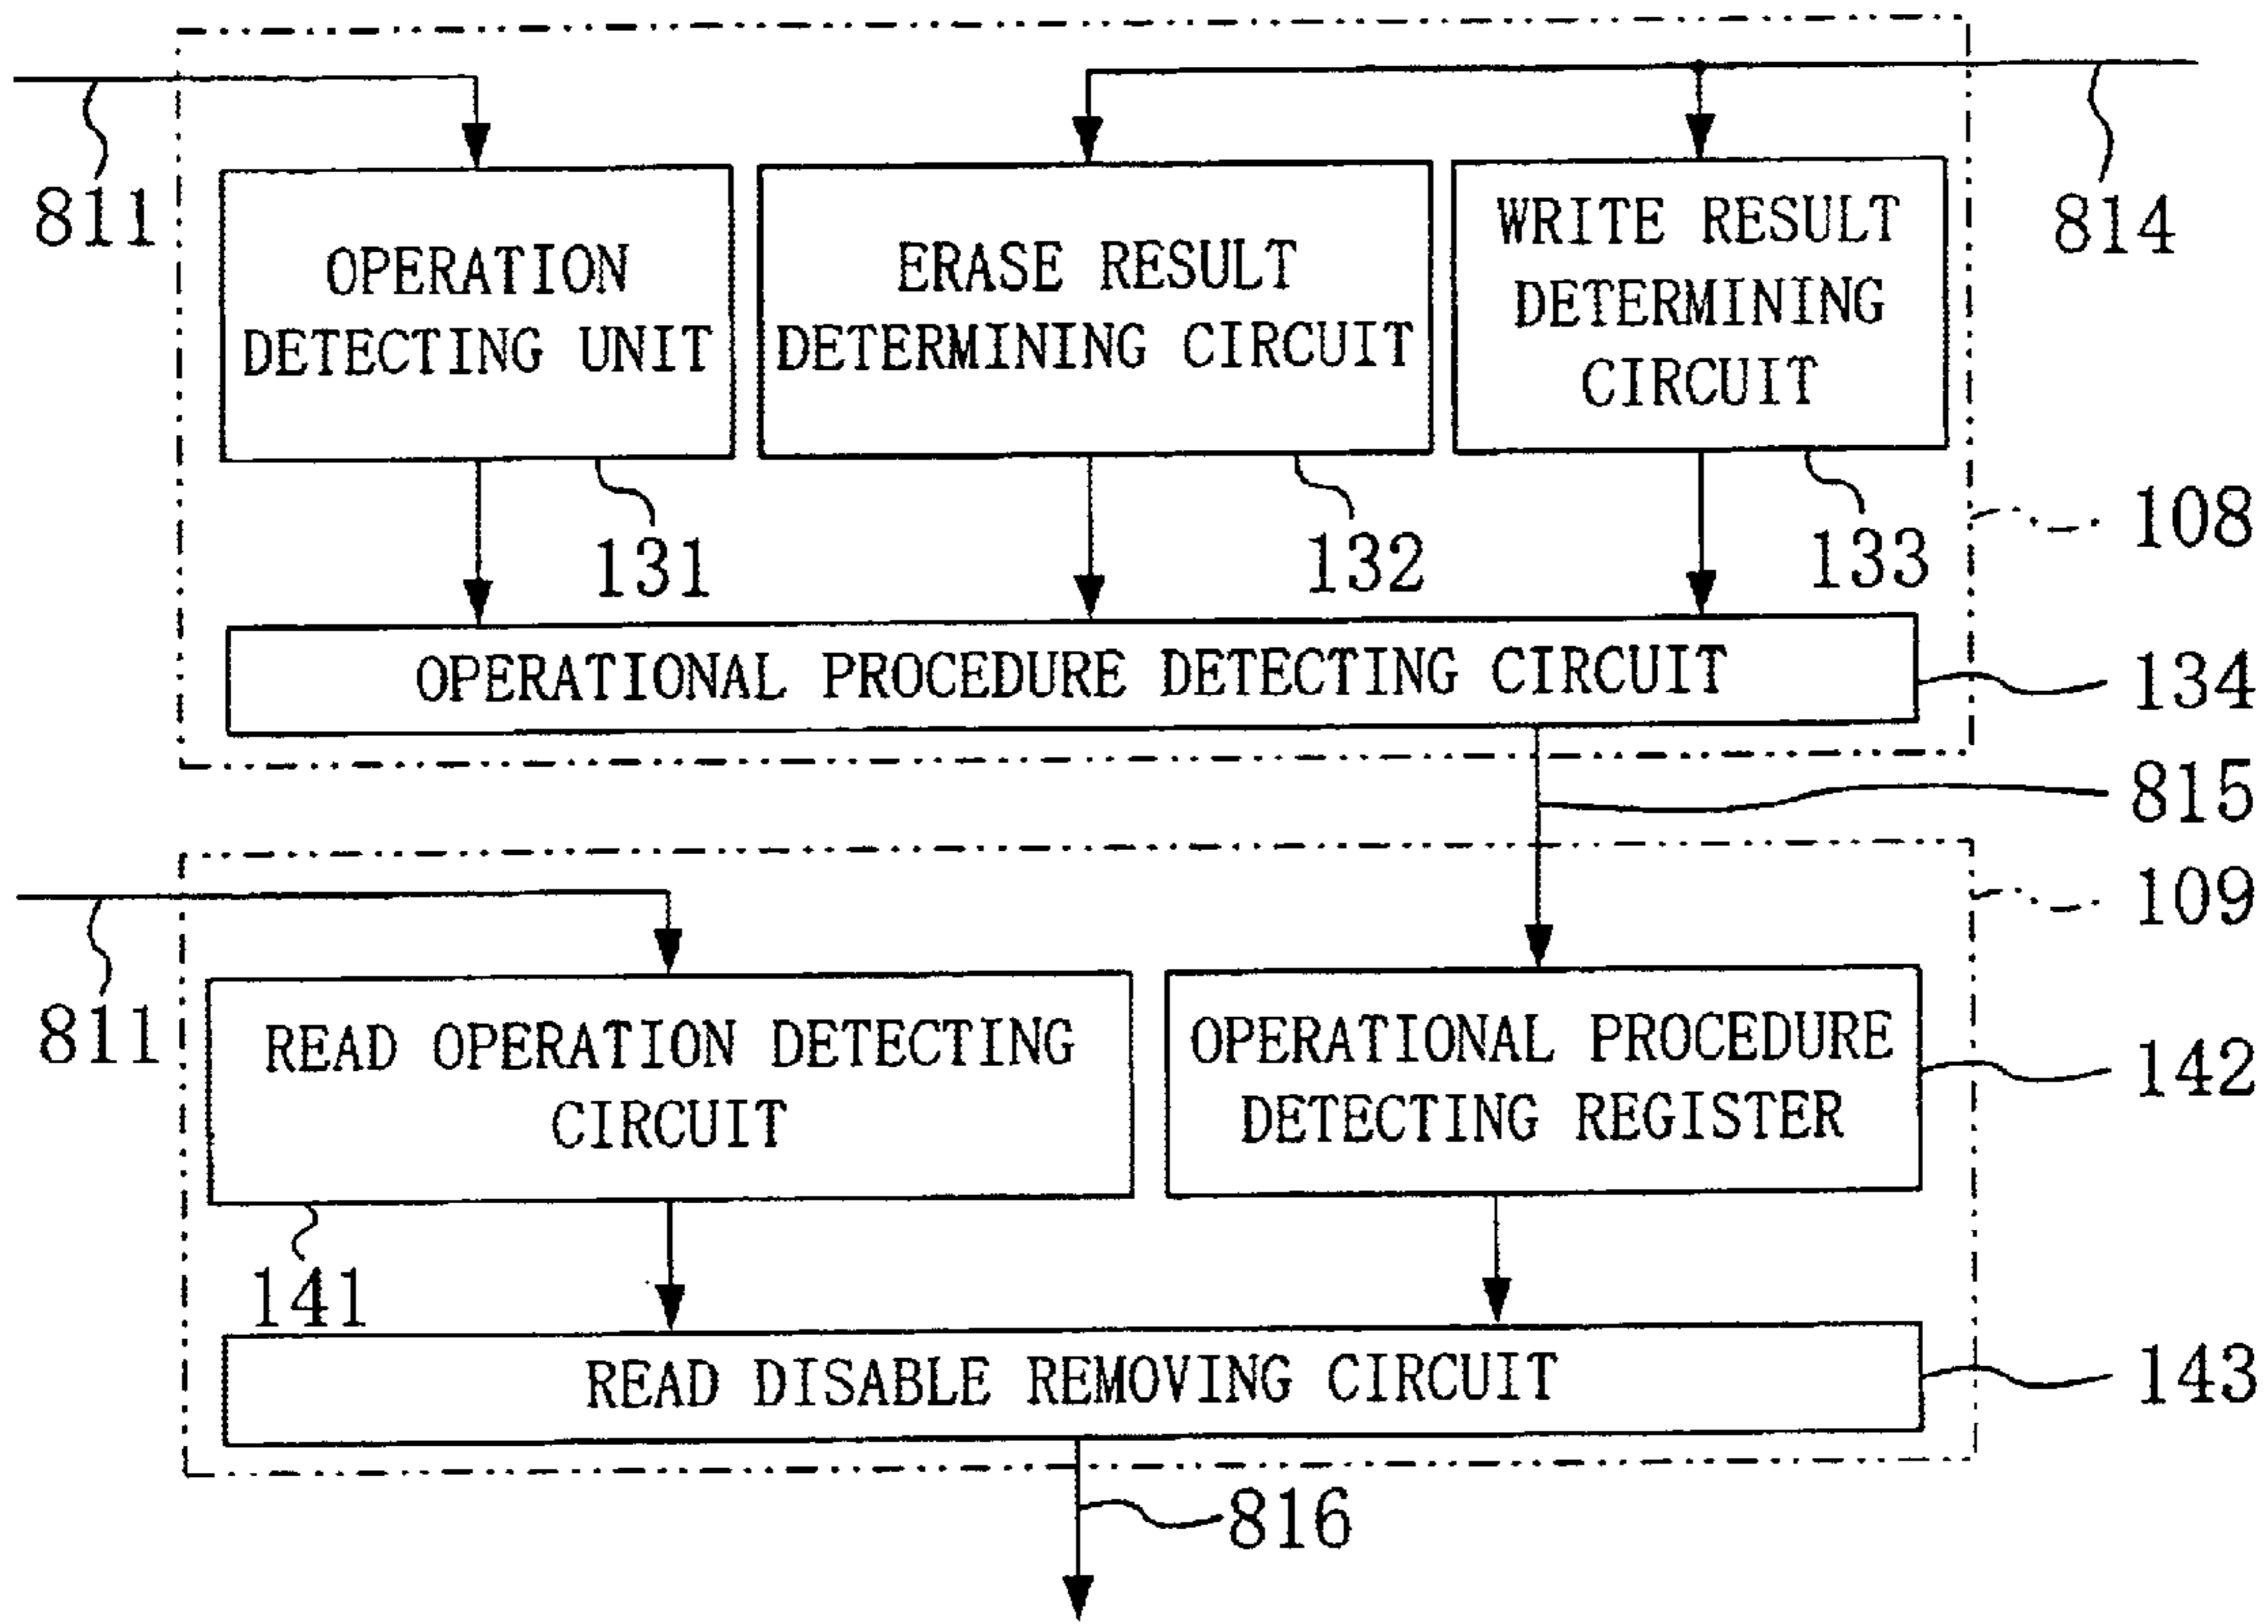 811
814
OPERATION
DETECTING UNIT
ERASE RESULT
DETERMINING CIRCUIT
WRITE RESULT
DETERMINING
CIRCUIT
131
132
133
108
OPERATIONAL PROCEDURE DETECTING CIRCUIT
134
815
109
811
READ OPERATION DETECTING
CIRCUIT
OPERATIONAL PROCEDURE
DETECTING REGISTER
142
141
READ DISABLE REMOVING CIRCUIT
143
816